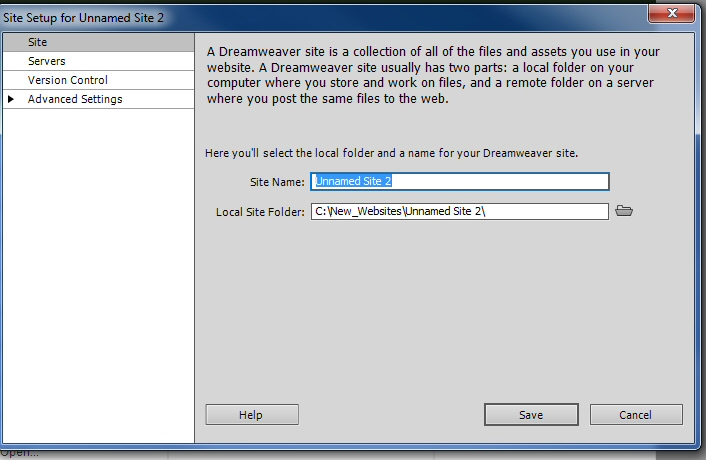 Site Setup for Unnamed Site 2
Site
Servers
Version Control
Advanced Settings
A Dreamweaver site is a collection of all of the files and assets you use in your
website. A Dreamweaver site usually has two parts: a local folder on your
computer where you store and work on files, and a remote folder on a server
where you post the same files to the web.
Here you'll select the local folder and a name for your Dreamweaver site.
Site Name: Unnamed Site 2
Local Site Folder: C:\New_Websites\Unnamed Site 2\
Help Save Cancel
Open...